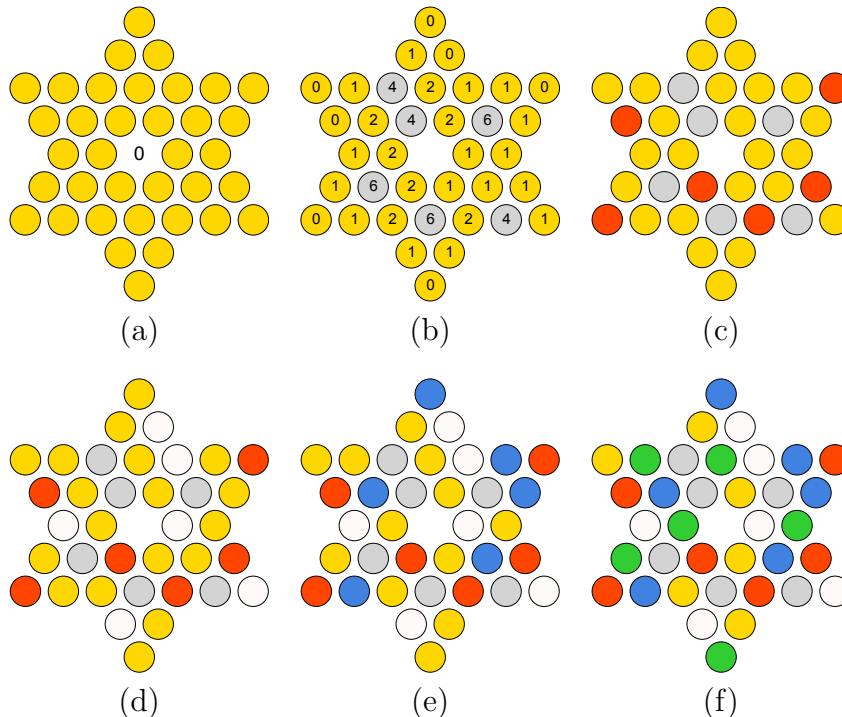 0
0
1 0
0 1 4 2 1 1 0
0 2 4 2 6 1
1 2 1 1
1 6 2 1 1 1
0 1 2 6 2 4 1
1 1
0
(a) (b) (c)
(d) (e) (f)